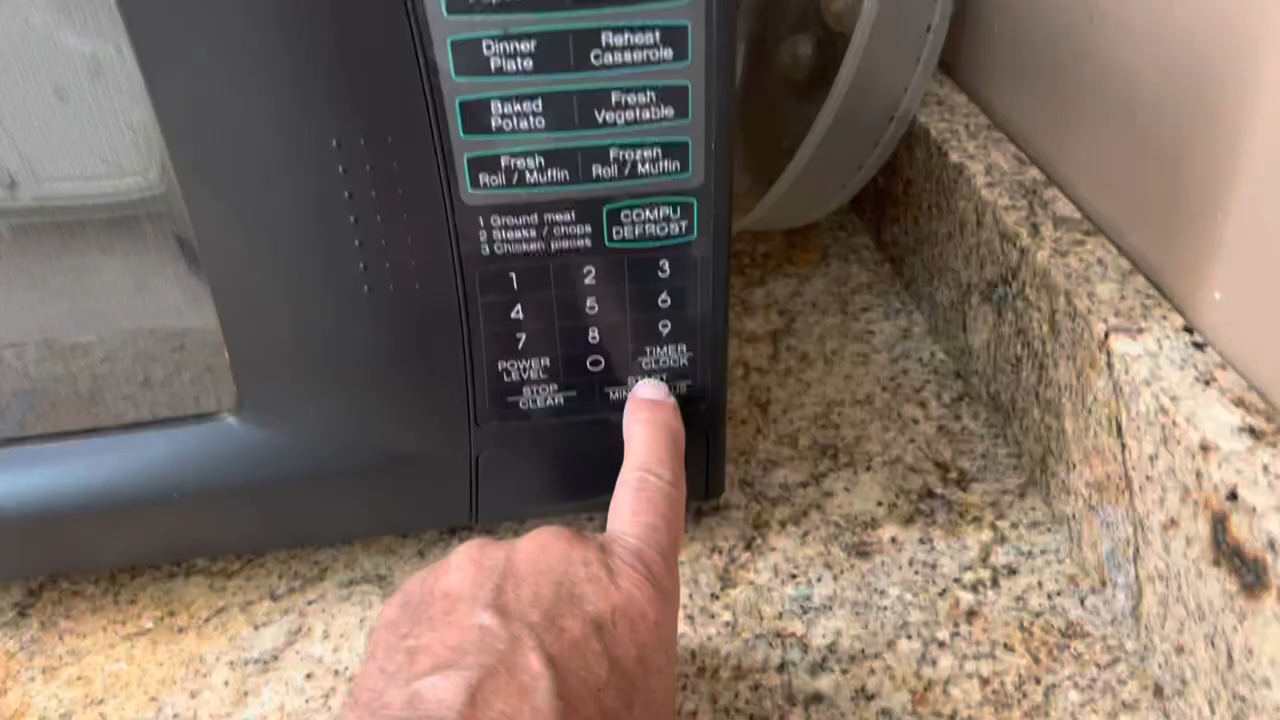 Dinner
Plate
Reheat
Casserole
Baked
Potato
Fresh
Vegetable
Fresh
Roll / Muffin
Frozen
Roll / Muffin
1 Ground meat
2 Steaks / chops
3 Chicken pieces
COMPU
DEFROST
1 2 3
4 5 6
7 8 9
POWER
LEVEL
0
TIMER
CLOCK
STOP
CLEAR
START